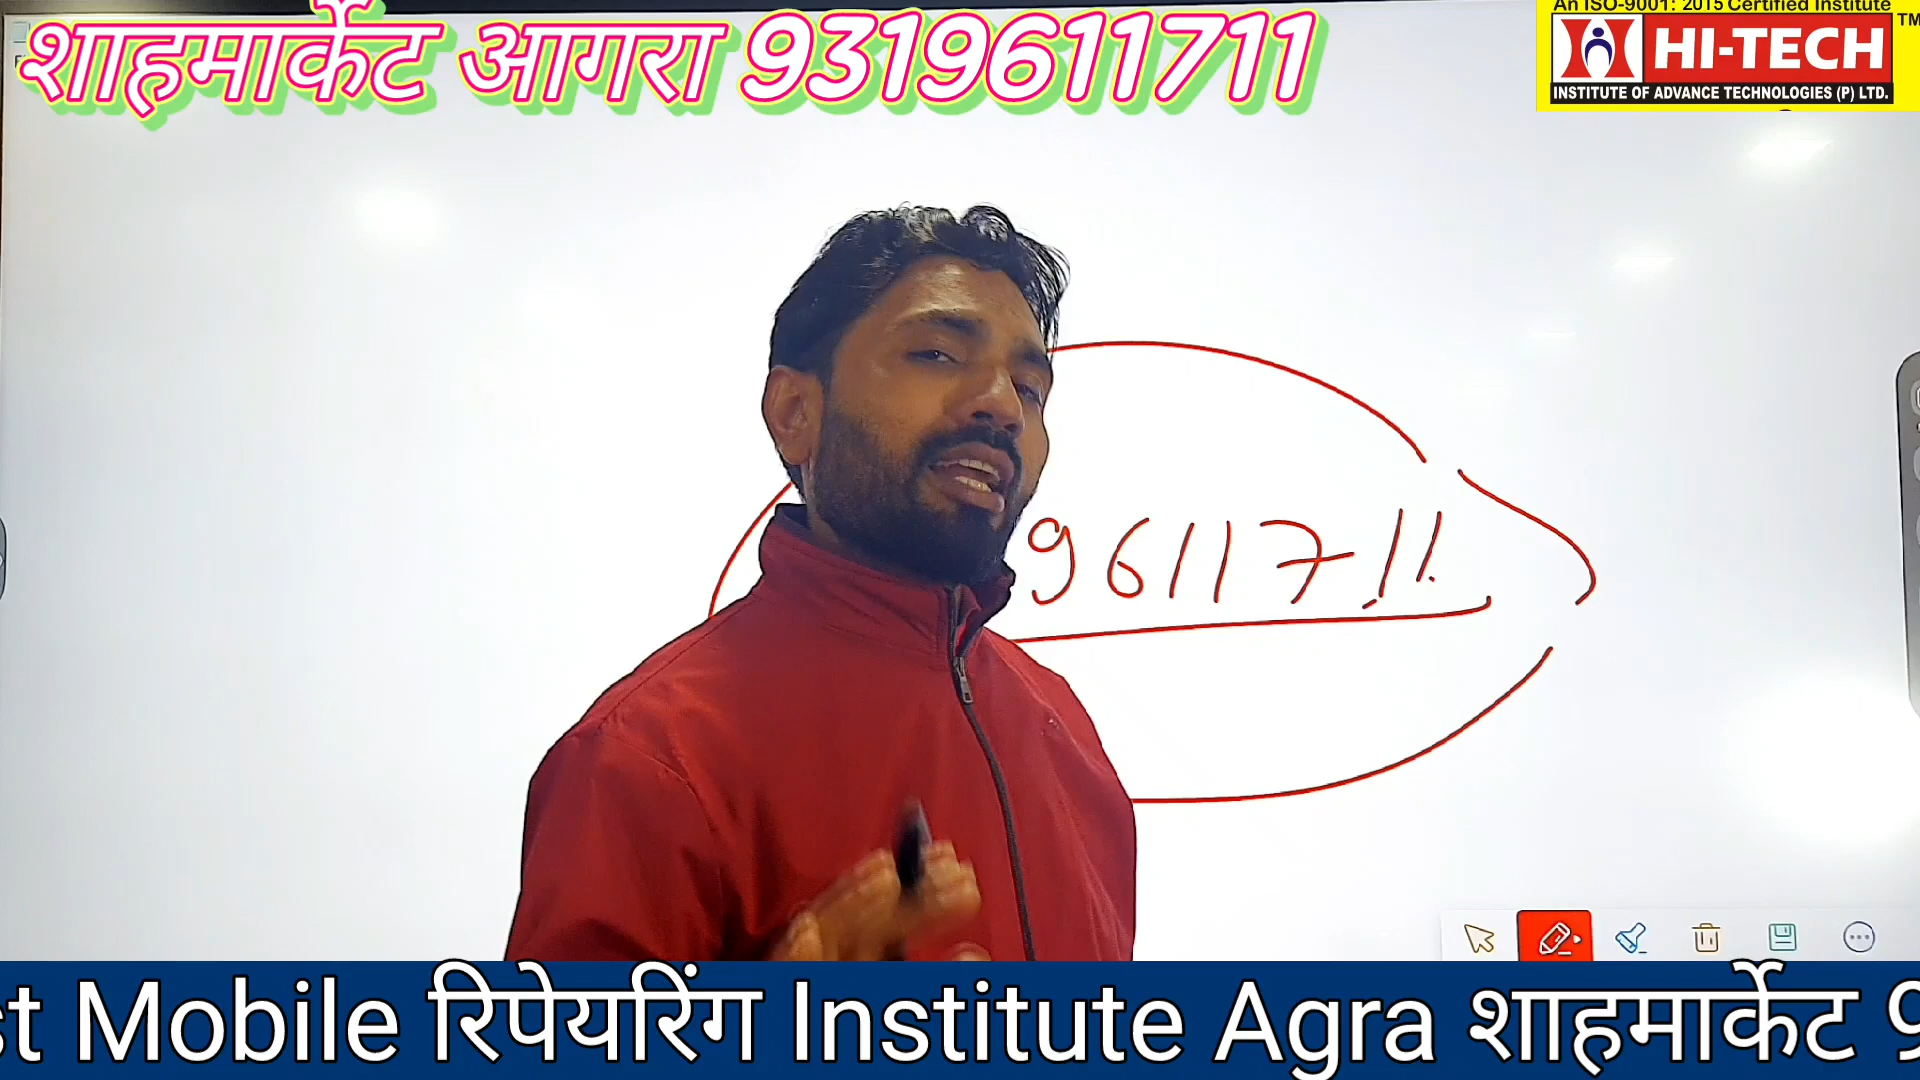 An ISO-9001: 2015 Certified Institute
शाहमार्केट आगरा 9319611711
HI-TECH
TM
INSTITUTE OF ADVANCE TECHNOLOGIES (P) LTD.
9611711
st Mobile रिपेयरिंग Institute Agra शाहमार्केट 9